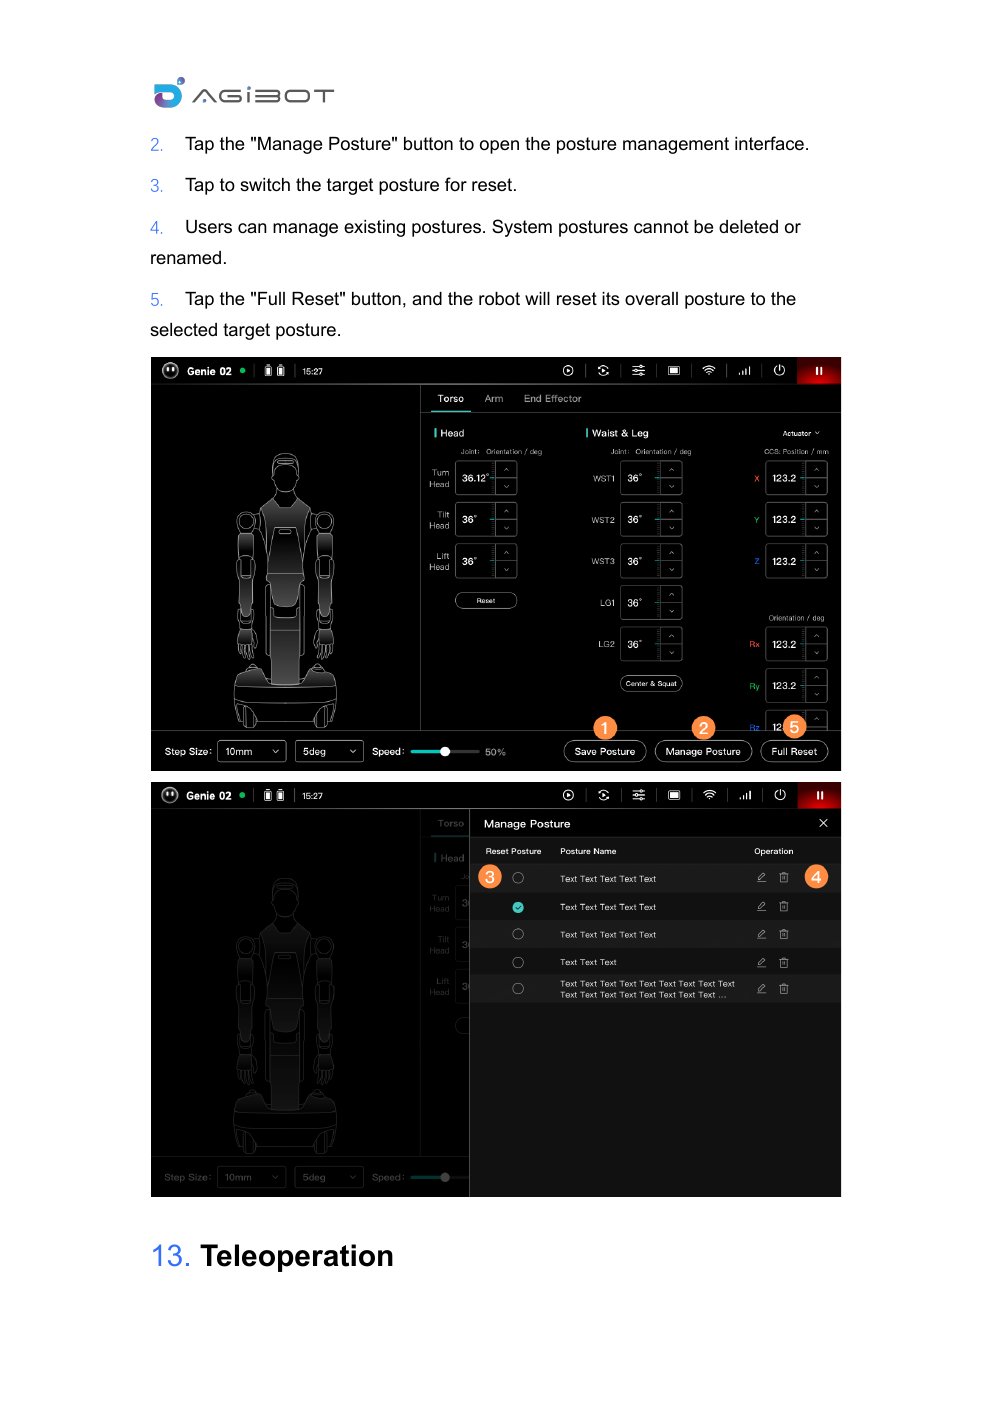 AGIBOT
2. Tap the "Manage Posture" button to open the posture management interface.
3. Tap to switch the target posture for reset.
4. Users can manage existing postures. System postures cannot be deleted or
renamed.
5. Tap the "Full Reset" button, and the robot will reset its overall posture to the
selected target posture.
Genie 02 15:27
Torso Arm End Effector
Head Waist & Leg Actuator
Joint: Orientation / deg Joint: Orientation / deg CCS: Position / mm
Turn Head 36.12° WST1 36° X 123.2
Tilt Head 36° WST2 36° Y 123.2
Lift Head 36° WST3 36° Z 123.2
Reset LG1 36°
Orientation / deg
LG2 36° Rx 123.2
Center & Squat Ry 123.2
1 2 Rz 12 5
Step Size: 10mm 5deg Speed: 50% Save Posture Manage Posture Full Reset
Genie 02 15:27
Torso Manage Posture
Head Reset Posture Posture Name Operation
3 Text Text Text Text Text 4
Turn Head 3 Text Text Text Text Text
Tilt Head 3 Text Text Text Text Text
Text Text Text
Lift Head 3 Text Text Text Text Text Text Text Text Text
Text Text Text Text Text Text Text Text ...
Step Size: 10mm 5deg Speed:
13. Teleoperation